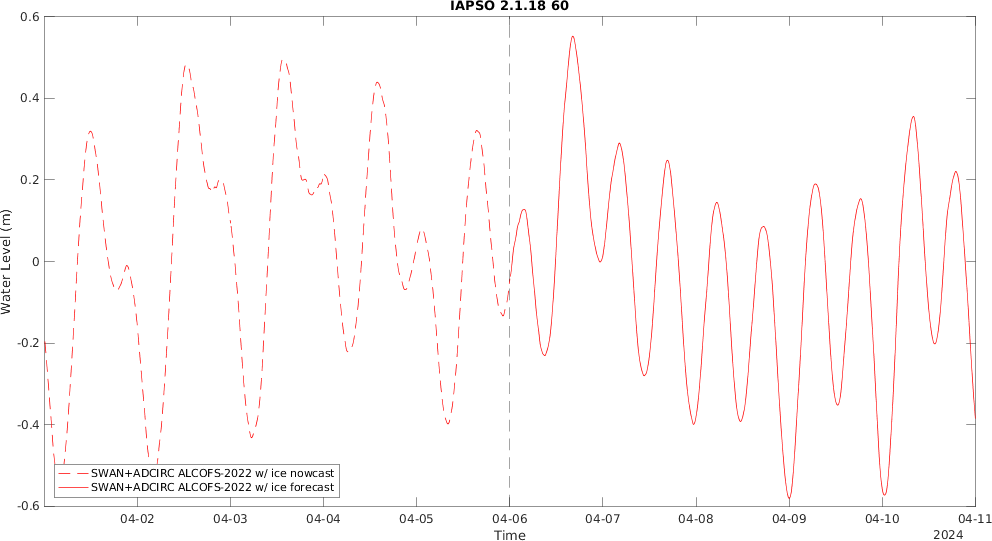 IAPSO 2.1.18 60
0.6
0.4
0.2
0
-0.2
-0.4
-0.6
Water Level (m)
SWAN+ADCIRC ALCOFS-2022 w/ ice nowcast
SWAN+ADCIRC ALCOFS-2022 w/ ice forecast
04-02 04-03 04-04 04-05 04-06 04-07 04-08 04-09 04-10 04-11
Time
2024